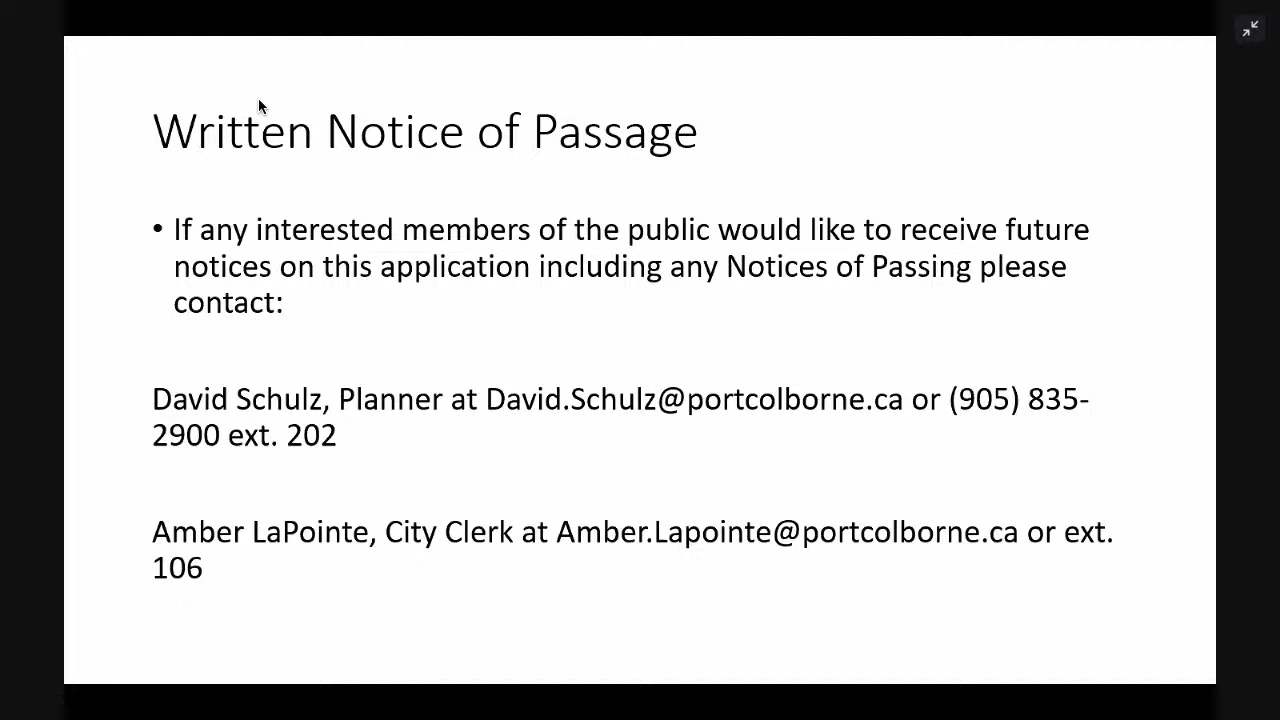 Written Notice of Passage
• If any interested members of the public would like to receive future
notices on this application including any Notices of Passing please
contact:
David Schulz, Planner at David.Schulz@portcolborne.ca or (905) 835-
2900 ext. 202
Amber LaPointe, City Clerk at Amber.Lapointe@portcolborne.ca or ext.
106